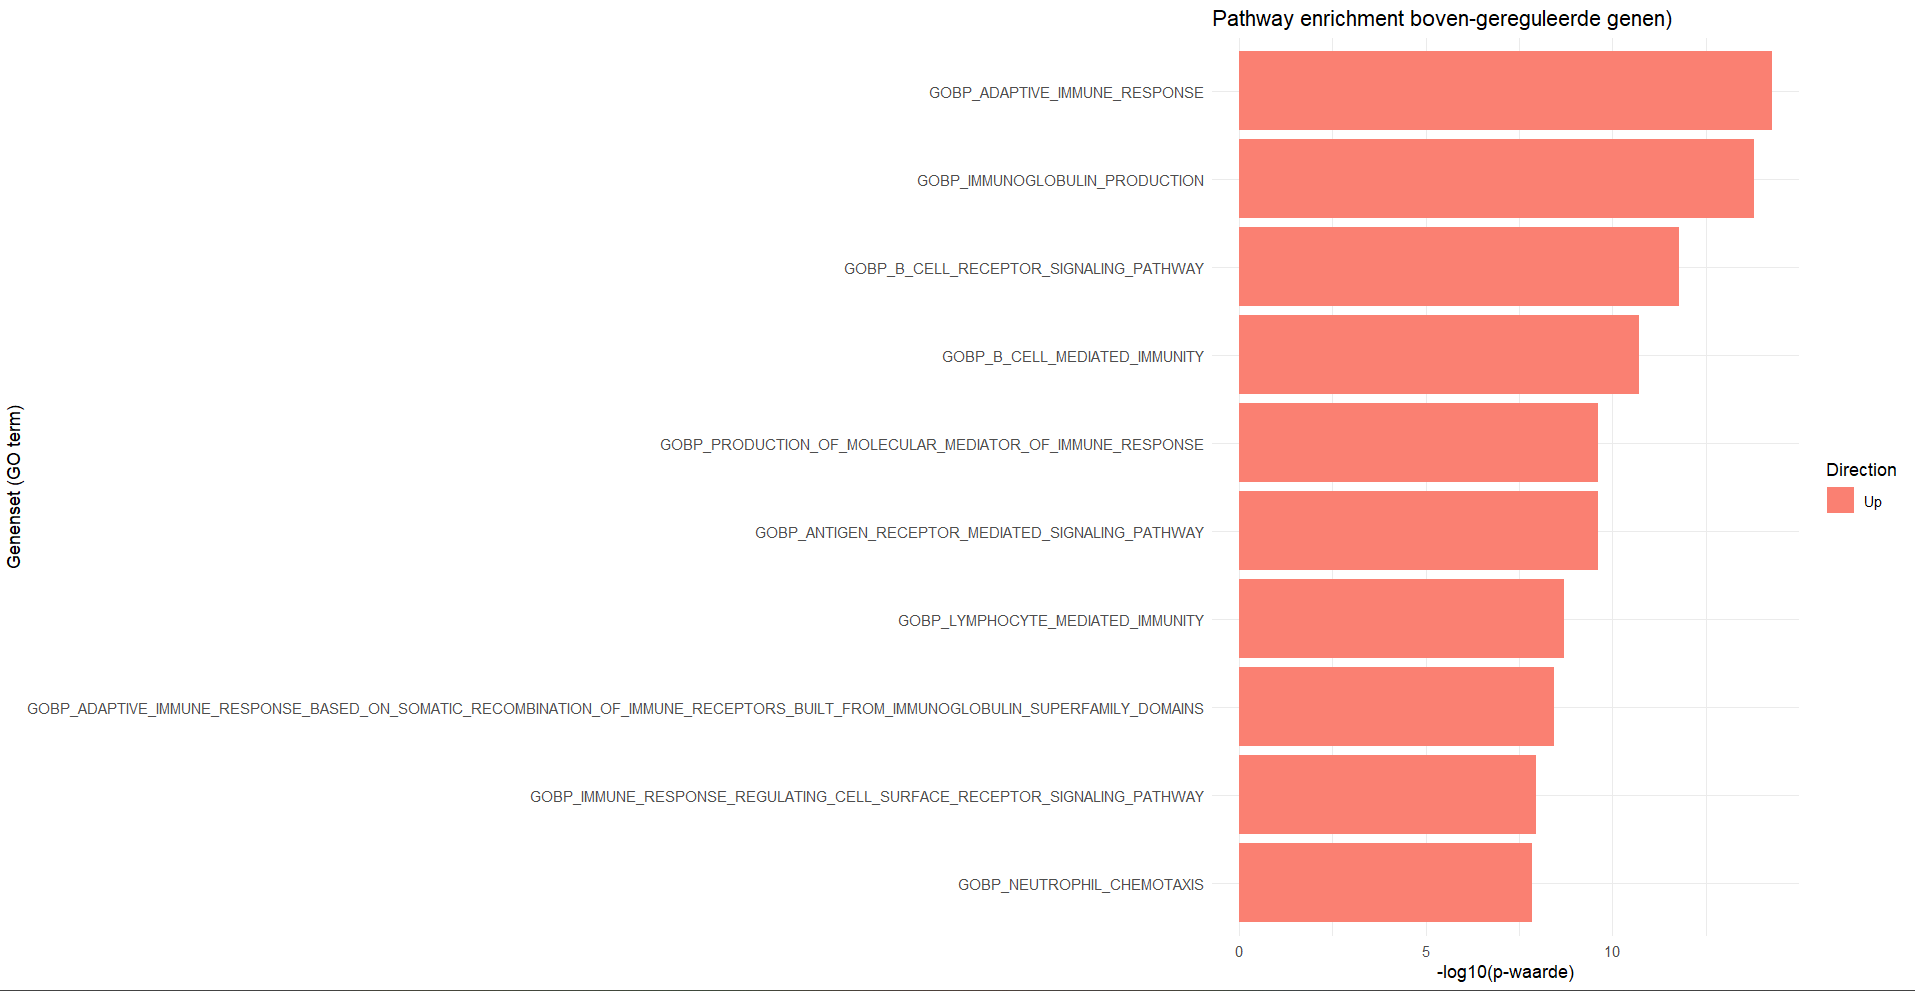 Pathway enrichment boven-gereguleerde genen)
GOBP_ADAPTIVE_IMMUNE_RESPONSE
GOBP_IMMUNOGLOBULIN_PRODUCTION
GOBP_B_CELL_RECEPTOR_SIGNALING_PATHWAY
GOBP_B_CELL_MEDIATED_IMMUNITY
GOBP_PRODUCTION_OF_MOLECULAR_MEDIATOR_OF_IMMUNE_RESPONSE
GOBP_ANTIGEN_RECEPTOR_MEDIATED_SIGNALING_PATHWAY
GOBP_LYMPHOCYTE_MEDIATED_IMMUNITY
GOBP_ADAPTIVE_IMMUNE_RESPONSE_BASED_ON_SOMATIC_RECOMBINATION_OF_IMMUNE_RECEPTORS_BUILT_FROM_IMMUNOGLOBULIN_SUPERFAMILY_DOMAINS
GOBP_IMMUNE_RESPONSE_REGULATING_CELL_SURFACE_RECEPTOR_SIGNALING_PATHWAY
GOBP_NEUTROPHIL_CHEMOTAXIS
Genenset (GO term)
0 5 10
-log10(p-waarde)
Direction
Up